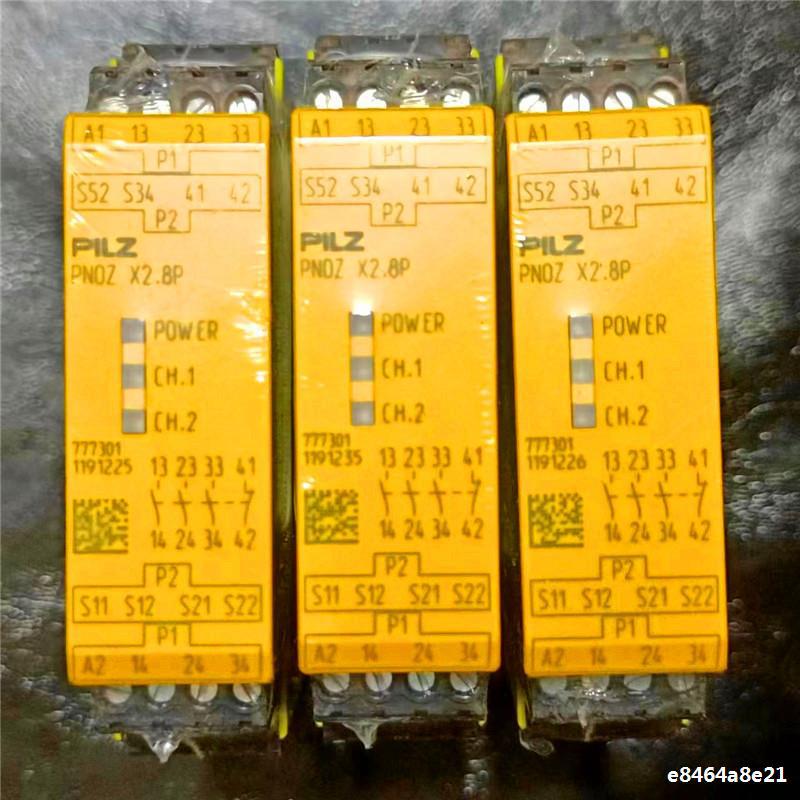 A1 13 23 33
P1
S52 S34 41 42
P2
PILZ
PNOZ X2.8P
POWER
CH.1
CH.2
777301
1191225
13 23 33 41
14 24 34 42
P2
S11 S12 S21 S22
P1
A2 14 24 34
A1 13 23 33
P1
S52 S34 41 42
P2
PILZ
PNOZ X2.8P
POWER
CH.1
CH.2
777301
1191235
13 23 33 41
14 24 34 42
P2
S11 S12 S21 S22
P1
A2 14 24 34
A1 13 23 33
P1
S52 S34 41 42
P2
PILZ
PNOZ X2.8P
POWER
CH.1
CH.2
777301
1191226
13 23 33 41
14 24 34 42
P2
S11 S12 S21 S22
P1
A2 14 24 34
e8464a8e21